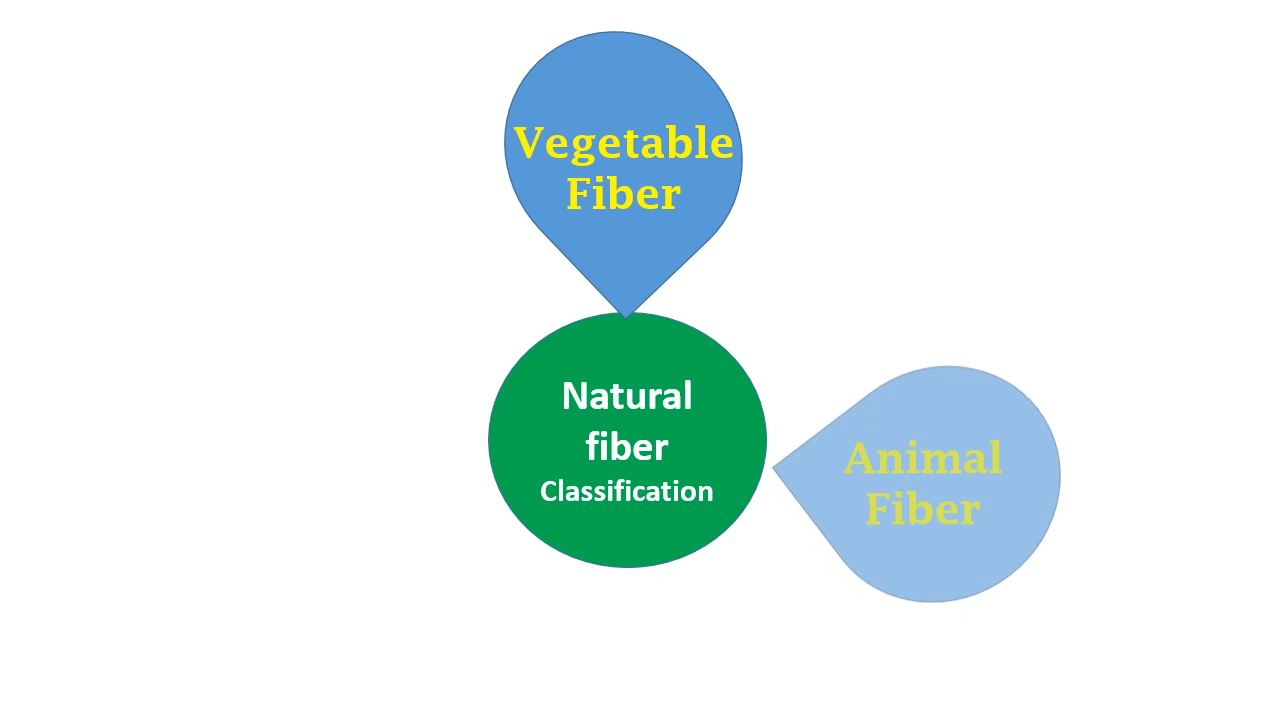 Vegetable
Fiber
Natural
fiber
Classification
Animal
Fiber